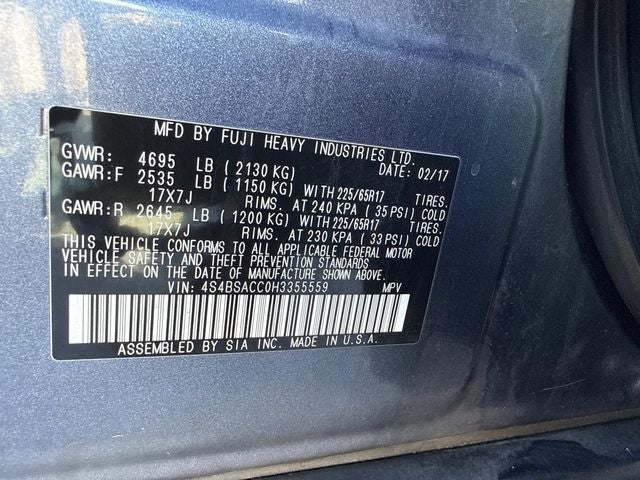 MFD BY FUJI HEAVY INDUSTRIES LTD.
GVWR: 4695 LB ( 2130 KG) DATE: 02/17
GAWR:F 2535 LB ( 1150 KG) WITH 225/65R17 TIRES.
17X7J RIMS. AT 240 KPA ( 35 PSI) COLD
GAWR:R 2645 LB ( 1200 KG) WITH 225/65R17 TIRES.
17X7J RIMS. AT 230 KPA ( 33 PSI) COLD
THIS VEHICLE CONFORMS TO ALL APPLICABLE FEDERAL MOTOR
VEHICLE SAFETY AND THEFT PREVENTION STANDARDS
IN EFFECT ON THE DATE OF MANUFACTURE SHOWN ABOVE.
VIN: 4S4BSACC0H3355559 MPV
ASSEMBLED BY SIA INC. MADE IN U.S.A.